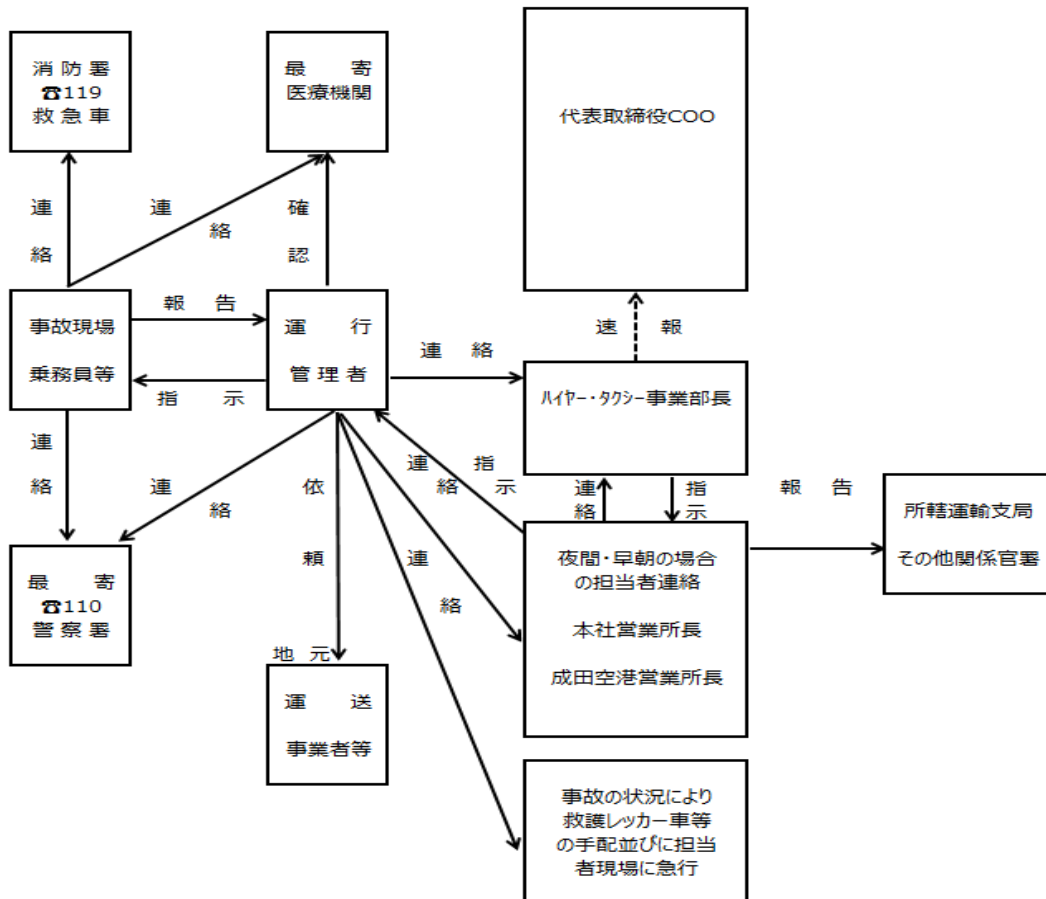 消防署
☎119
救急車
最寄
医療機関
代表取締役COO
連絡
連絡
確認
報告
速報
事故現場
乗務員等
運行
管理者
連絡
ﾊｲﾔｰ・ﾀｸｼｰ事業部長
指示
連絡
連絡
依頼
連絡
指示
連絡
指示
報告
所轄運輸支局
その他関係官署
連絡
最寄
☎110
警察署
夜間・早朝の場合
の担当者連絡
本社営業所長
成田空港営業所長
地元
運送
事業者等
事故の状況により
救護レッカー車等
の手配並びに担当
者現場に急行